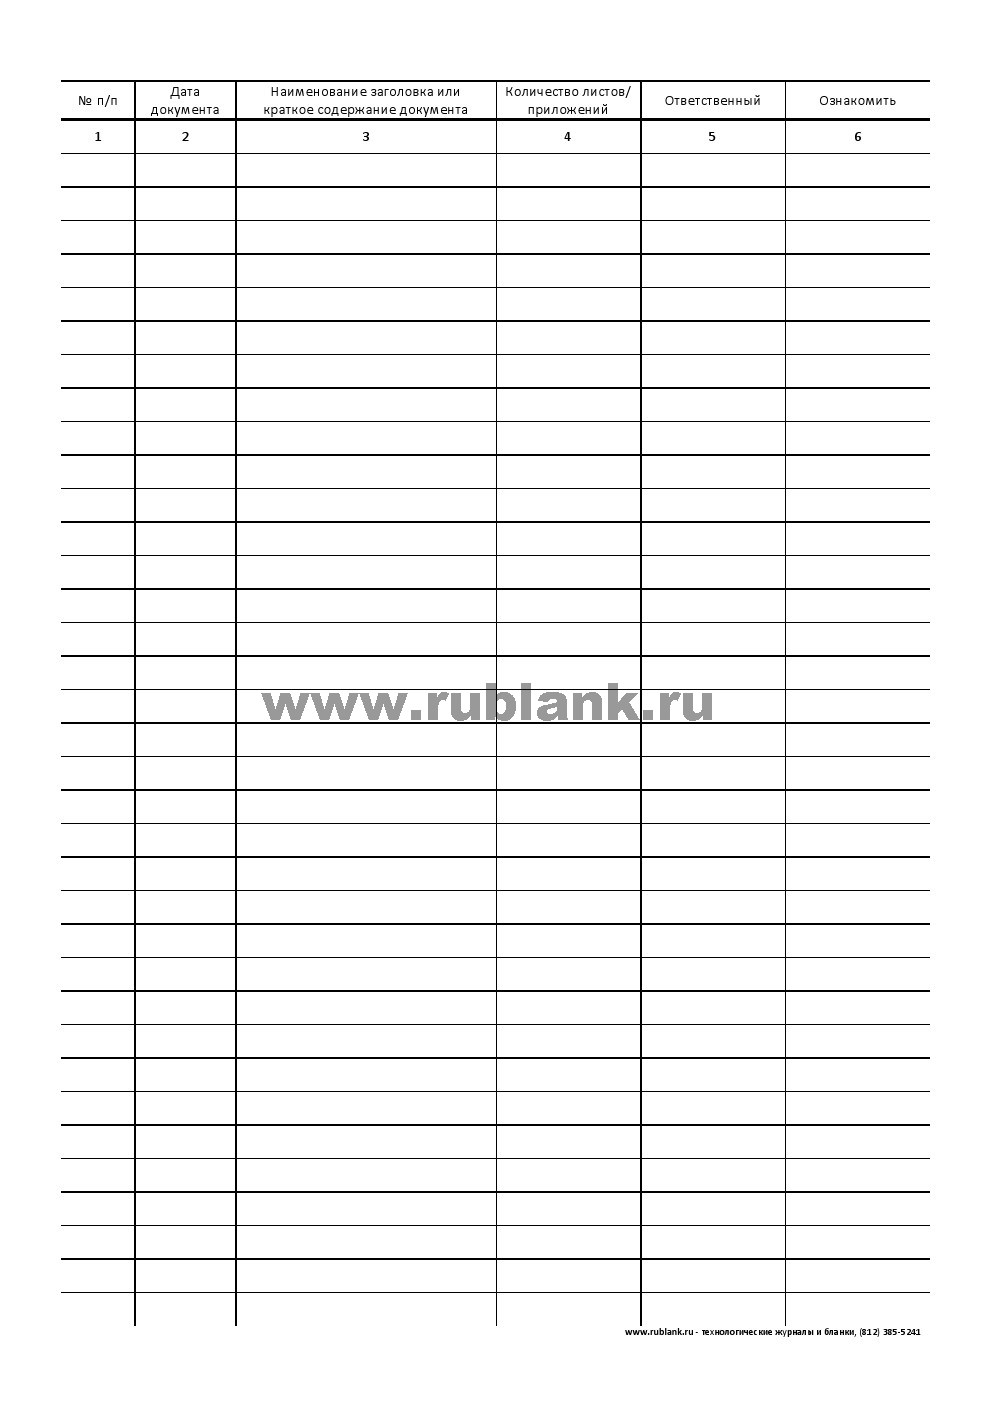 № п/п
Дата
документа
Наименование заголовка или
краткое содержание документа
Количество листов/
приложений
Ответственный
Ознакомить
1 2 3 4 5 6
www.rublank.ru
www.rublank.ru - технологические журналы и бланки, (812) 385-5241